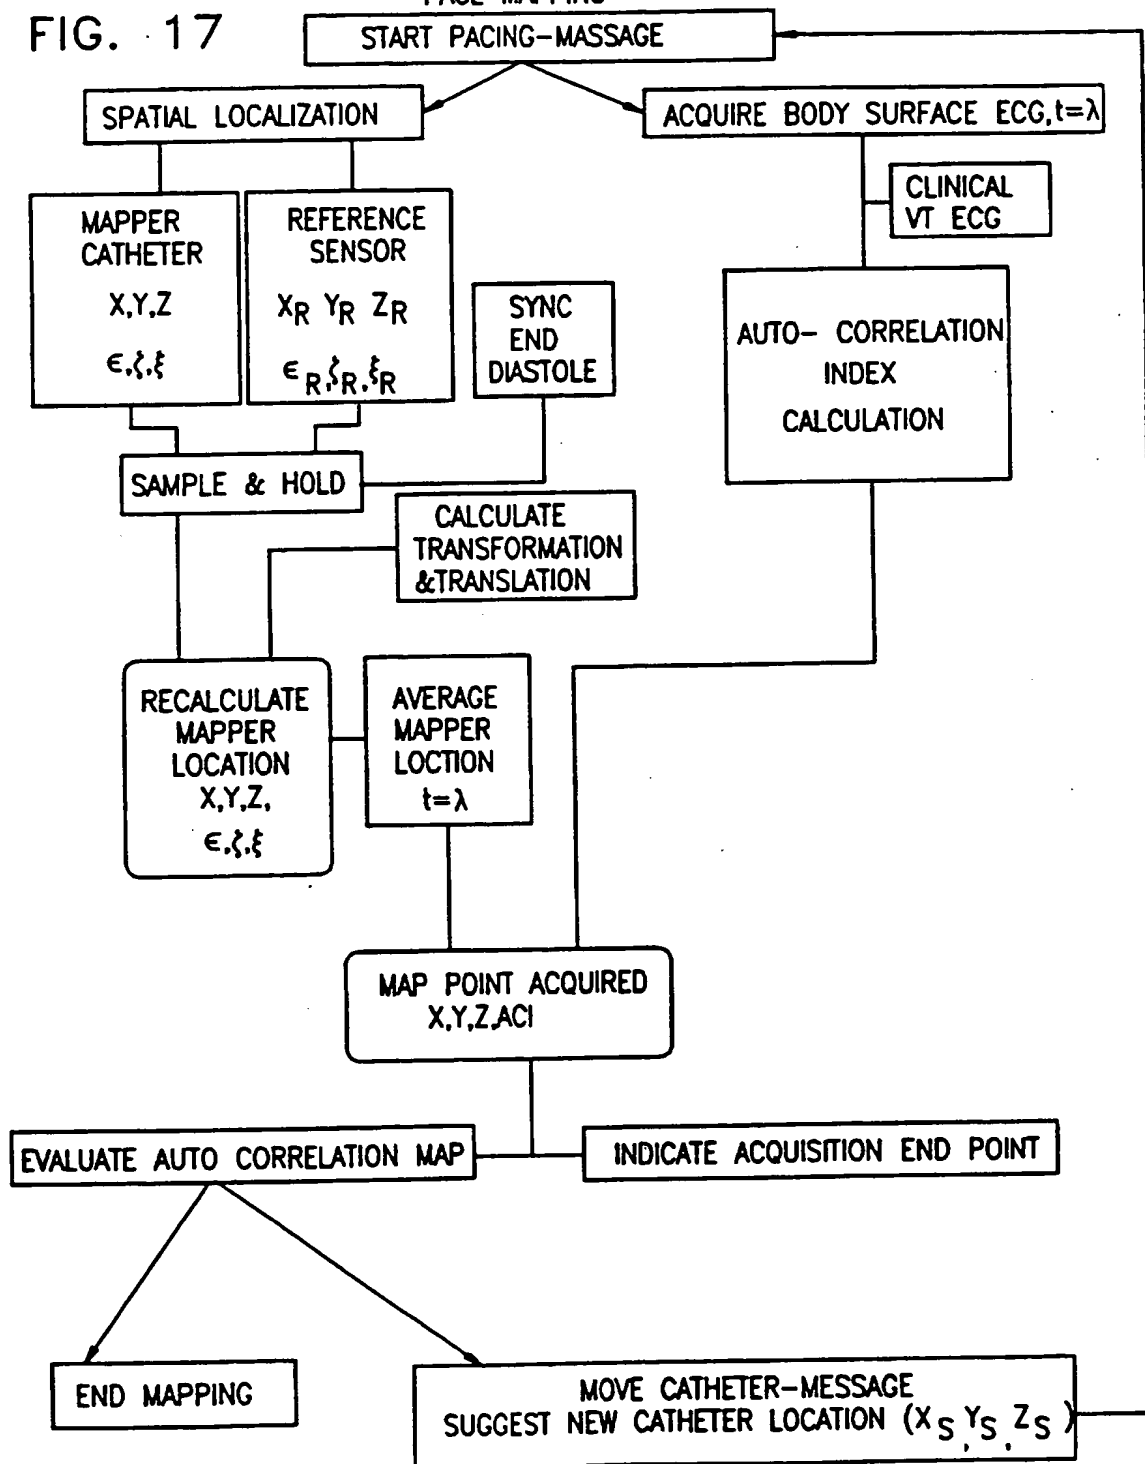 FIG. 17
PACE MAPPING
START PACING-MASSAGE
SPATIAL LOCALIZATION
ACQUIRE BODY SURFACE ECG, t=λ
CLINICAL
VT ECG
MAPPER
CATHETER
X,Y,Z
ϵ,ζ,ξ
REFERENCE
SENSOR
XR YR ZR
ϵR,ζR,ξR
SYNC
END
DIASTOLE
AUTO- CORRELATION
INDEX
CALCULATION
SAMPLE & HOLD
CALCULATE
TRANSFORMATION
&TRANSLATION
RECALCULATE
MAPPER
LOCATION
X,Y,Z,
ϵ,ζ,ξ
AVERAGE
MAPPER
LOCTION
t=λ
MAP POINT ACQUIRED
X,Y,Z,ACI
EVALUATE AUTO CORRELATION MAP
INDICATE ACQUISITION END POINT
END MAPPING
MOVE CATHETER-MESSAGE
SUGGEST NEW CATHETER LOCATION (XS, YS, ZS)